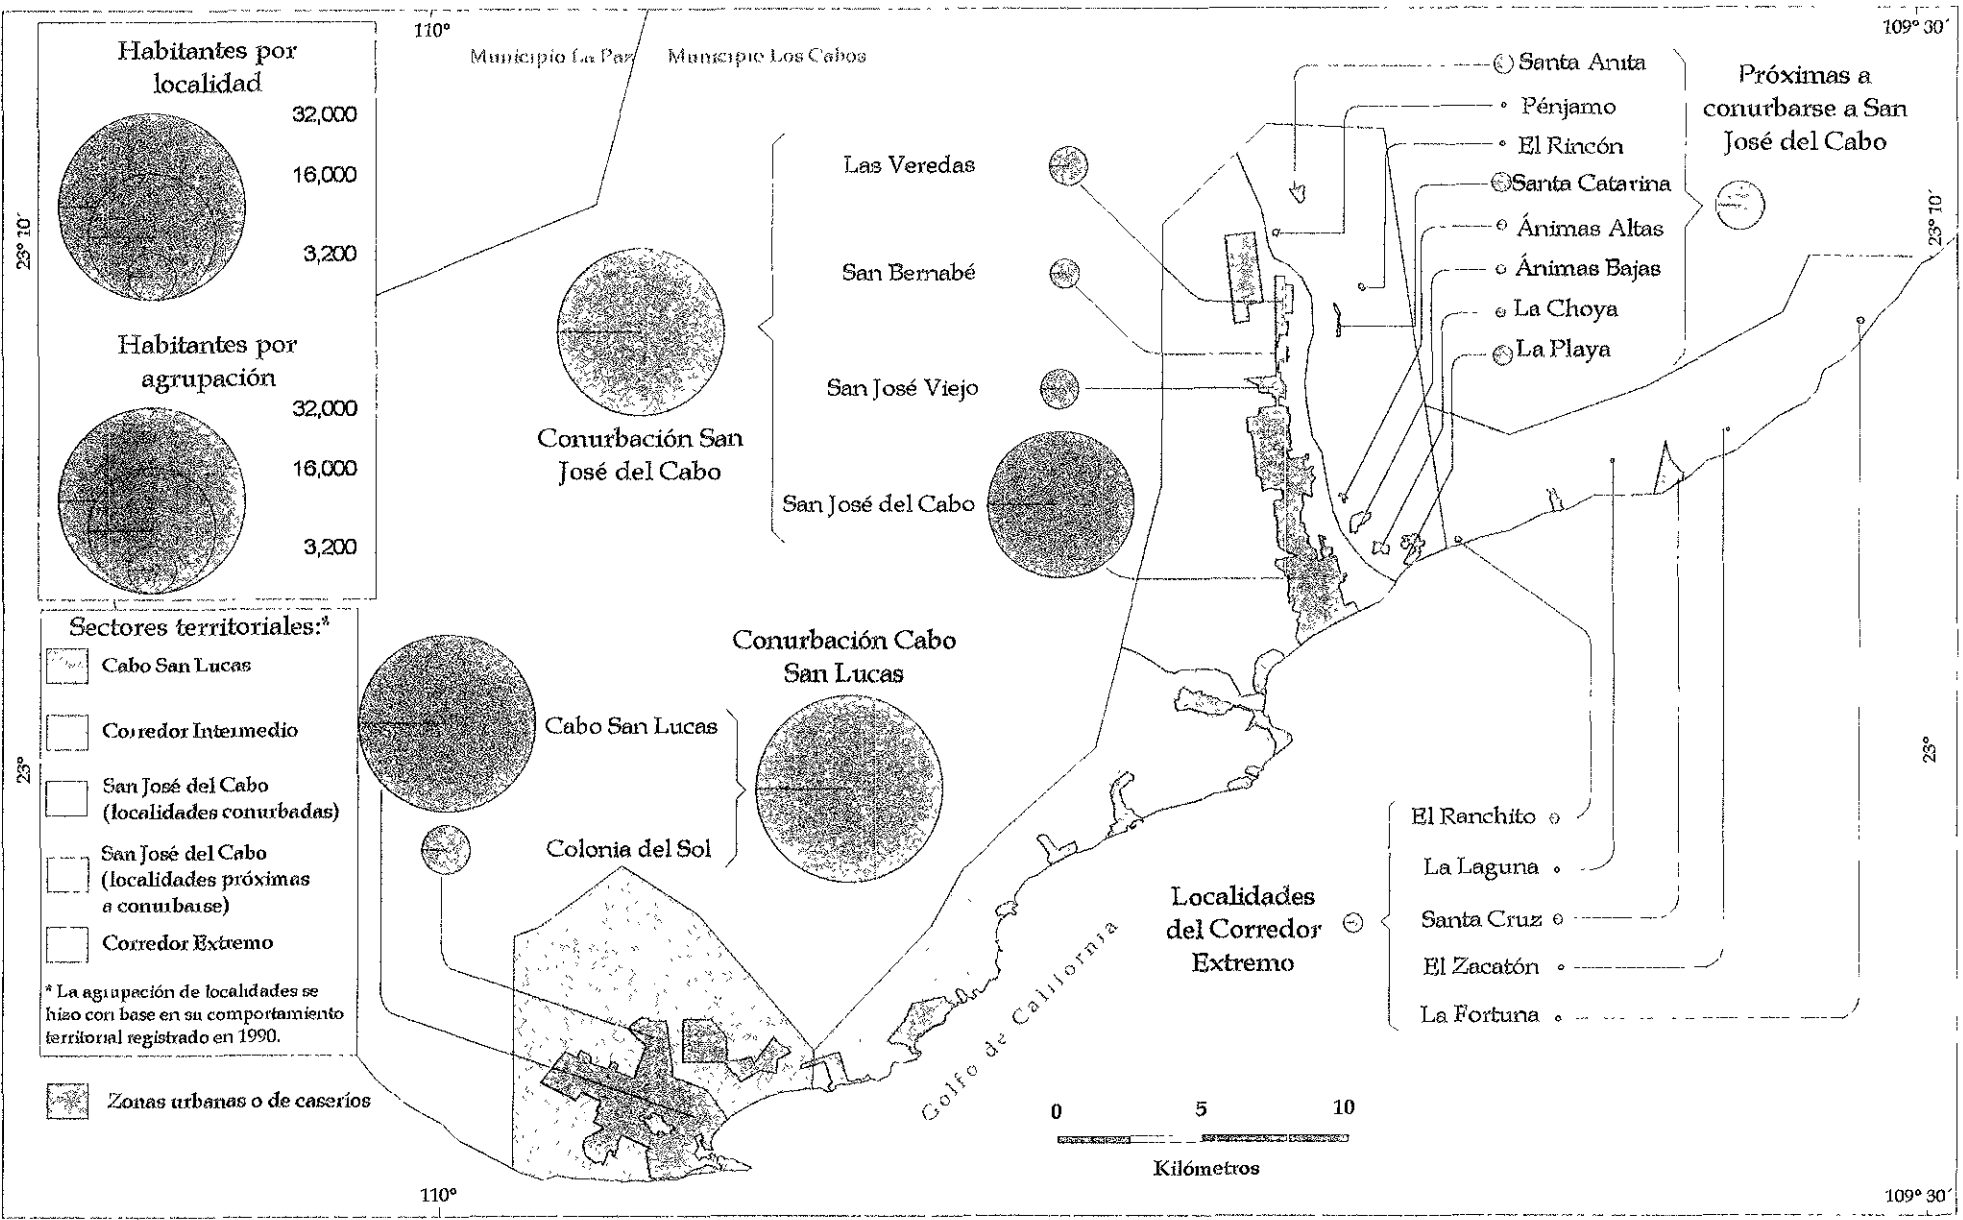 Habitantes por
localidad
32,000
16,000
3,200
Habitantes por
agrupación
32,000
16,000
3,200
Sectores territoriales:*
Cabo San Lucas
Corredor Intermedio
San José del Cabo
(localidades conurbadas)
San José del Cabo
(localidades próximas
a conurbarse)
Corredor Extremo
* La agrupación de localidades se
hizo con base en su comportamiento
territorial registrado en 1990.
Zonas urbanas o de caseríos
110°
109° 30´
23° 10´
23° 10´
23°
23°
110°
109° 30´
Municipio La Paz
Municipio Los Cabos
Las Veredas
San Bernabé
San José Viejo
San José del Cabo
Conurbación San
José del Cabo
Santa Anita
Pénjamo
El Rincón
Santa Catarina
Ánimas Altas
Ánimas Bajas
La Choya
La Playa
Próximas a
conurbarse a San
José del Cabo
Conurbación Cabo
San Lucas
Cabo San Lucas
Colonia del Sol
Localidades
del Corredor
Extremo
El Ranchito
La Laguna
Santa Cruz
El Zacatón
La Fortuna
Golfo de California
0 5 10
Kilómetros